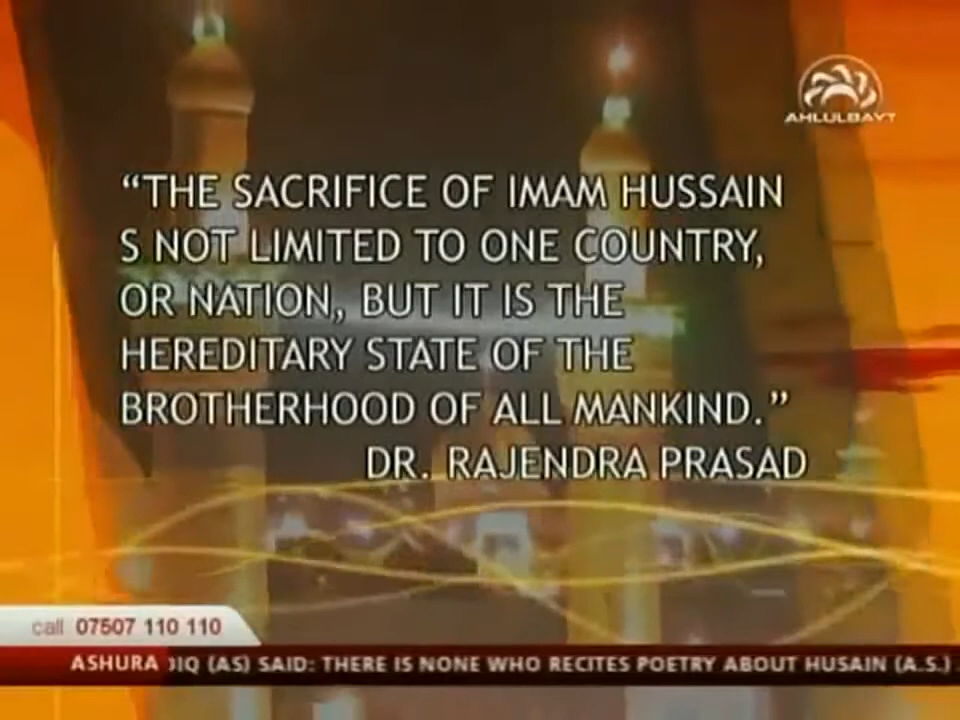 AHLULBAYT
“THE SACRIFICE OF IMAM HUSSAIN
S NOT LIMITED TO ONE COUNTRY,
OR NATION, BUT IT IS THE
HEREDITARY STATE OF THE
BROTHERHOOD OF ALL MANKIND.”
DR. RAJENDRA PRASAD
call 07507 110 110
ASHURA IQ (AS) SAID: THERE IS NONE WHO RECITES POETRY ABOUT HUSAIN (A.S.)